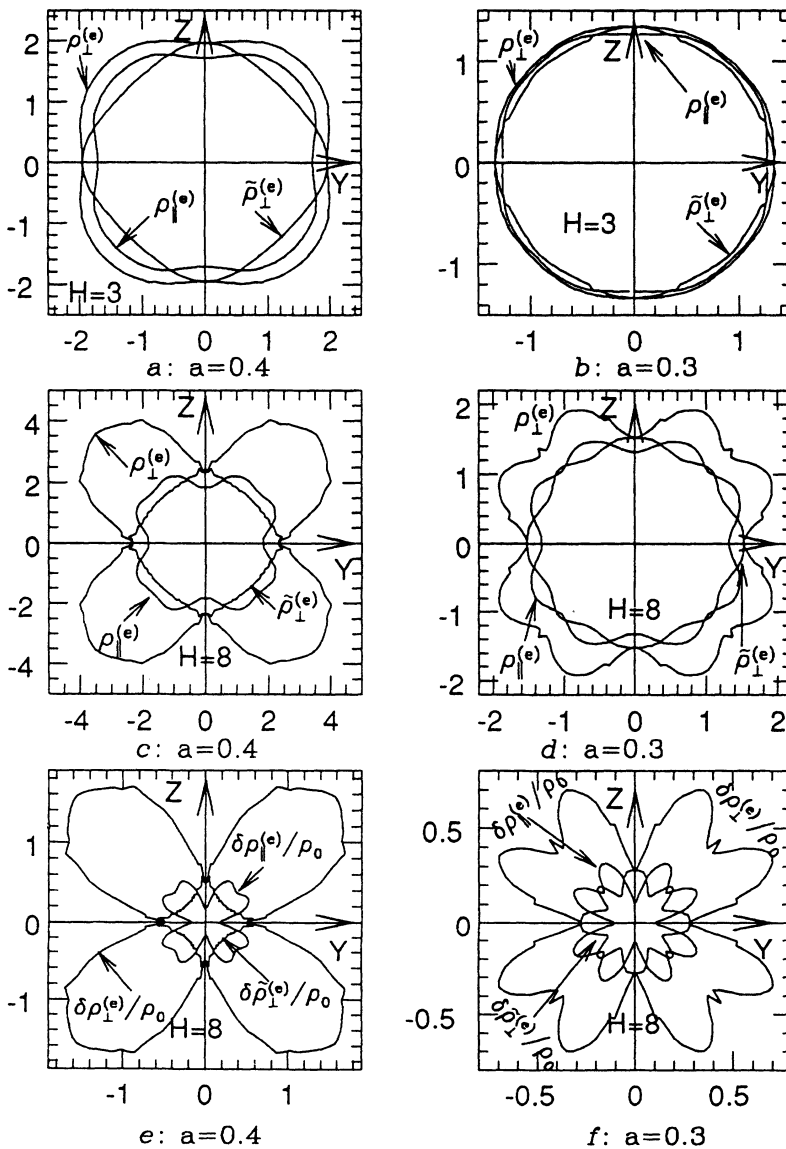 2
1
0
-1
-2
ρ⊥(e)
Z
Y
ρ∥(e)
ρ̃⊥(e)
H=3
-2 -1 0 1 2
a: a=0.4
1
0
-1
ρ⊥(e)
Z
ρ∥(e)
Y
H=3
ρ̃⊥(e)
-1 0 1
b: a=0.3
4
2
0
-2
-4
Z
ρ⊥(e)
Y
ρ∥(e)
ρ̃⊥(e)
H=8
-4 -2 0 2 4
c: a=0.4
2
1
0
-1
-2
ρ⊥(e)
Z
Y
H=8
ρ∥(e)
ρ̃⊥(e)
-2 -1 0 1 2
d: a=0.3
1
0
-1
Z
δρ∥(e)/ρ0
Y
δρ⊥(e)/ρ0
δρ̃⊥(e)/ρ0
H=8
-1 0 1
e: a=0.4
0.5
0
-0.5
δρ∥(e)/ρ0
Z
δρ⊥(e)/ρ0
Y
δρ̃⊥(e)/ρ0
H=8
-0.5 0 0.5
f: a=0.3